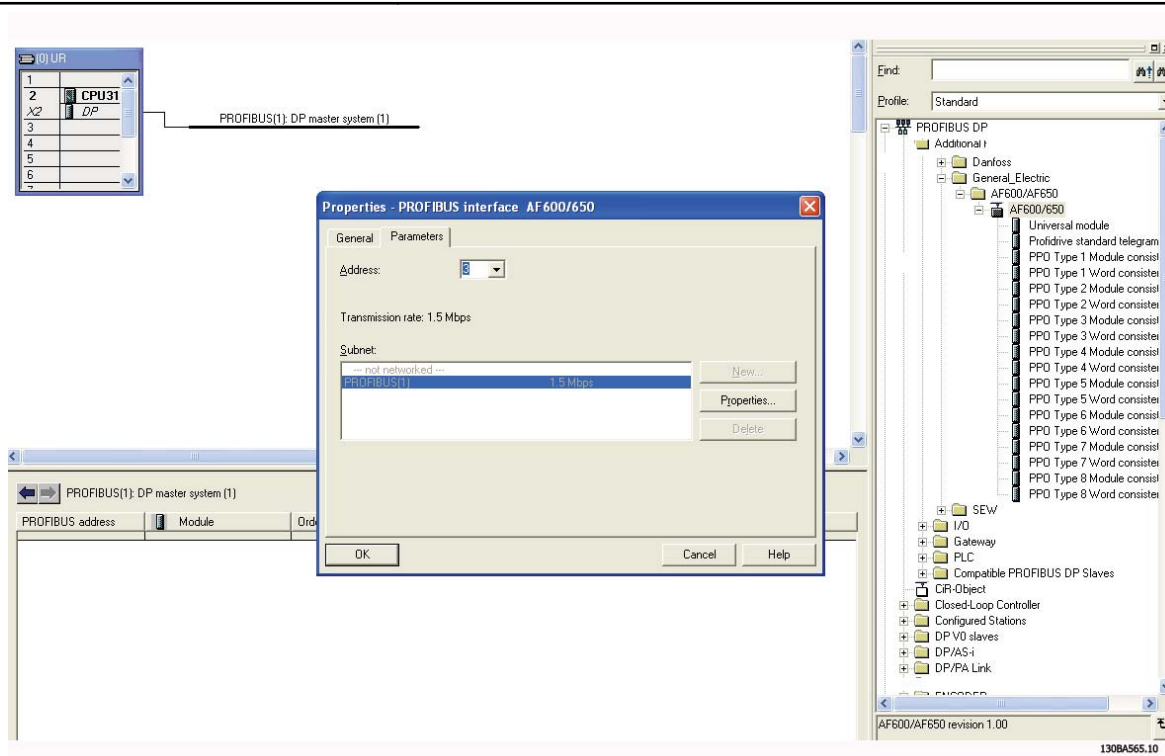 (0) UR
1
2 CPU31
X2 DP
3
4
5
6
7
PROFIBUS(1): DP master system (1)
Properties - PROFIBUS interface AF600/650
General Parameters
Address: 3
Transmission rate: 1.5 Mbps
Subnet:
--- not networked ---
PROFIBUS(1) 1.5 Mbps
New...
Properties...
Delete
OK Cancel Help
PROFIBUS(1): DP master system (1)
PROFIBUS address Module Ord
Find:
Profile: Standard
PROFIBUS DP
Additional
Danfoss
General_Electric
AF600/AF650
AF600/650
Universal module
Profidrive standard telegram
PPO Type 1 Module consist
PPO Type 1 Word consister
PPO Type 2 Module consist
PPO Type 2 Word consister
PPO Type 3 Module consist
PPO Type 3 Word consister
PPO Type 4 Module consist
PPO Type 4 Word consister
PPO Type 5 Module consist
PPO Type 5 Word consister
PPO Type 6 Module consist
PPO Type 6 Word consister
PPO Type 7 Module consist
PPO Type 7 Word consister
PPO Type 8 Module consist
PPO Type 8 Word consister
SEW
I/O
Gateway
PLC
Compatible PROFIBUS DP Slaves
CiR-Object
Closed-Loop Controller
Configured Stations
DP V0 slaves
DP/AS-i
DP/PA Link
ENCODER
AF600/AF650 revision 1.00
130BA565.10